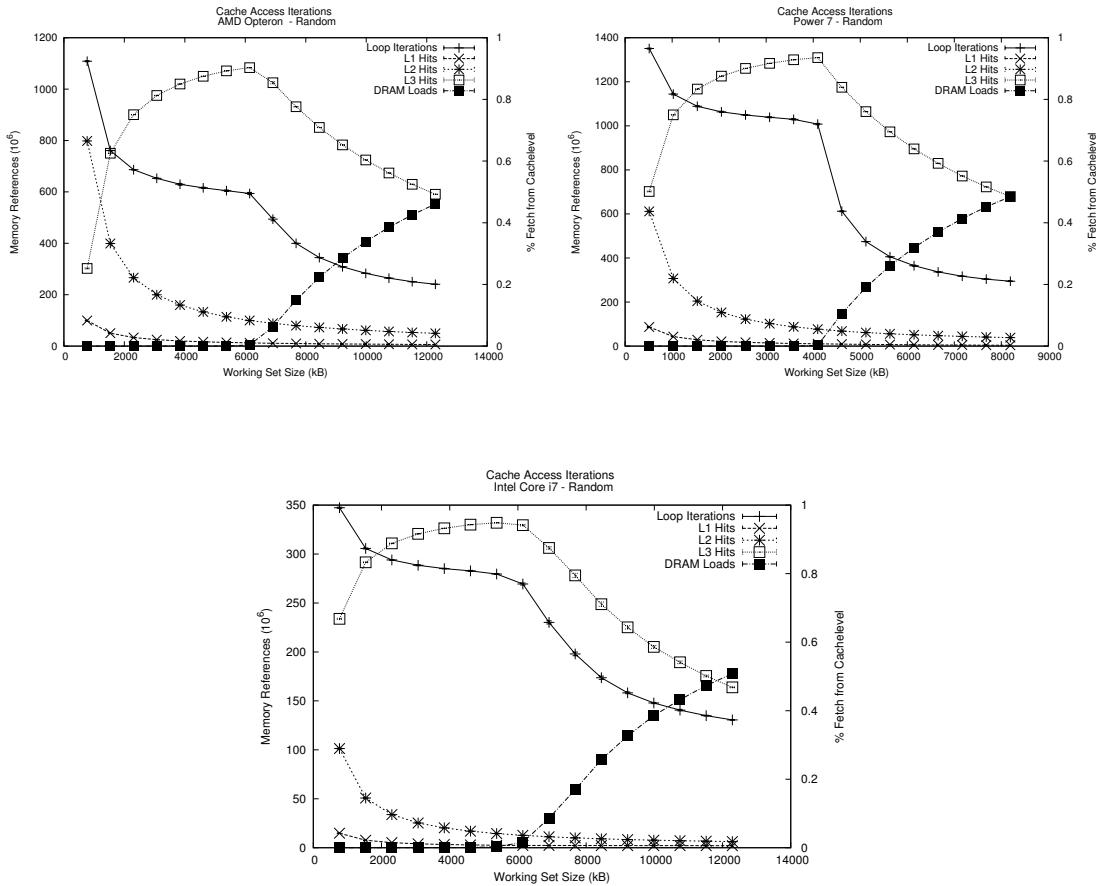 Cache Access Iterations
AMD Opteron - Random
1200
1000
800
600
400
200
0
Memory References (10^6)
0 2000 4000 6000 8000 10000 12000 14000
Working Set Size (kB)
1
0.8
0.6
0.4
0.2
0
% Fetch from Cachelevel
Loop Iterations
L1 Hits
L2 Hits
L3 Hits
DRAM Loads
Cache Access Iterations
Power 7 - Random
1400
1200
1000
800
600
400
200
0
Memory References (10^6)
0 1000 2000 3000 4000 5000 6000 7000 8000 9000
Working Set Size (kB)
1
0.8
0.6
0.4
0.2
0
% Fetch from Cachelevel
Loop Iterations
L1 Hits
L2 Hits
L3 Hits
DRAM Loads
Cache Access Iterations
Intel Core i7 - Random
350
300
250
200
150
100
50
0
Memory References (10^6)
0 2000 4000 6000 8000 10000 12000 14000
Working Set Size (kB)
1
0.8
0.6
0.4
0.2
0
% Fetch from Cachelevel
Loop Iterations
L1 Hits
L2 Hits
L3 Hits
DRAM Loads